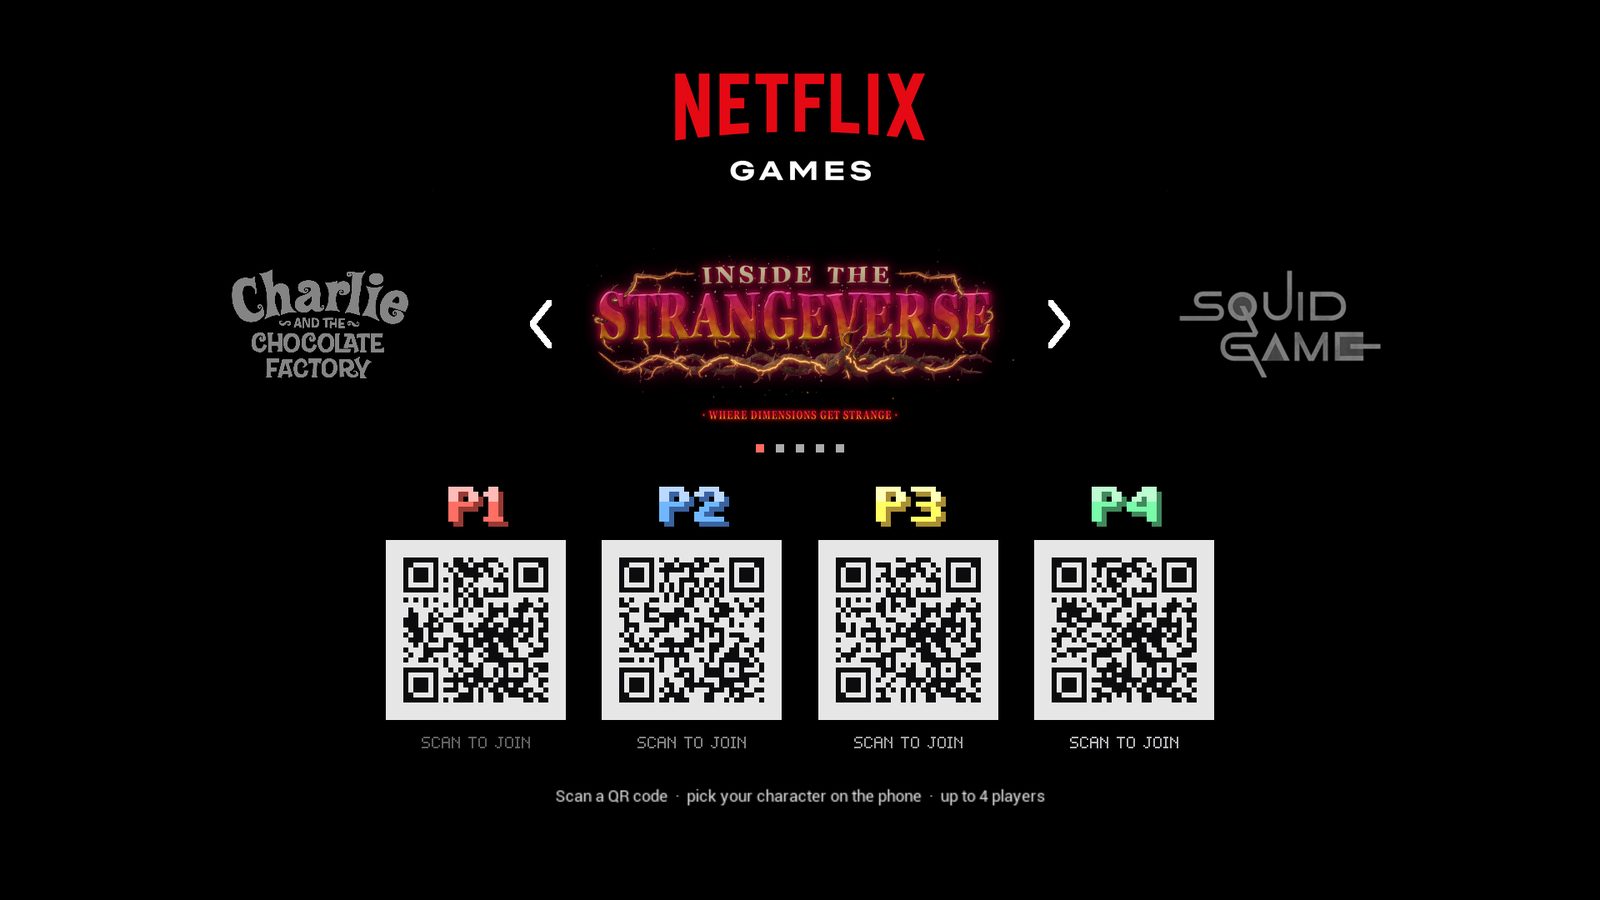 NETFLIX
GAMES
Charlie
AND THE
CHOCOLATE
FACTORY
INSIDE THE
STRANGEVERSE
· WHERE DIMENSIONS GET STRANGE ·
SQUID
GAME
P1
P2
P3
P4
SCAN TO JOIN
SCAN TO JOIN
SCAN TO JOIN
SCAN TO JOIN
Scan a QR code · pick your character on the phone · up to 4 players